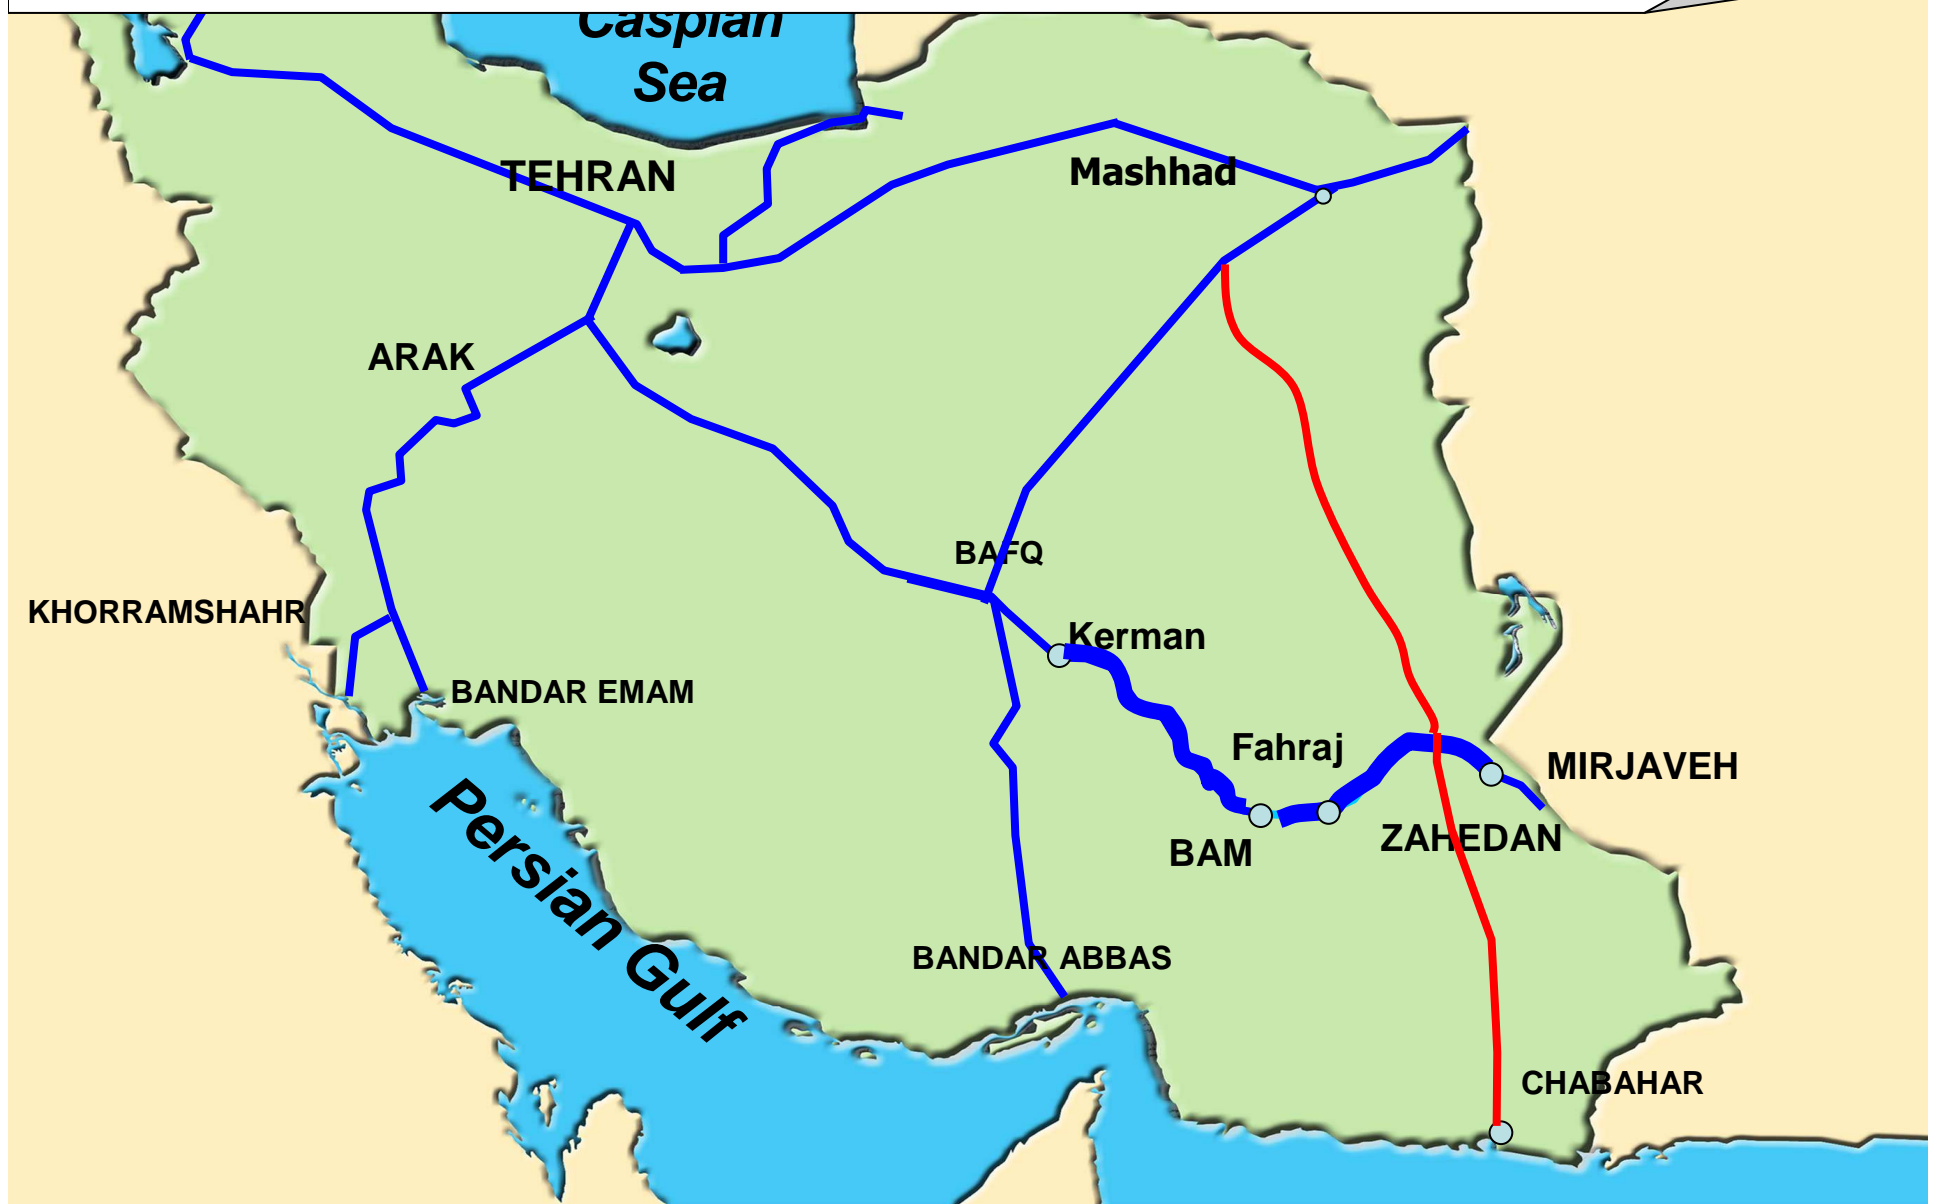 Caspian
Sea
TEHRAN
Mashhad
ARAK
BAFQ
KHORRAMSHAHR
Kerman
BANDAR EMAM
Fahraj
MIRJAVEH
ZAHEDAN
BAM
Persian Gulf
BANDAR ABBAS
CHABAHAR